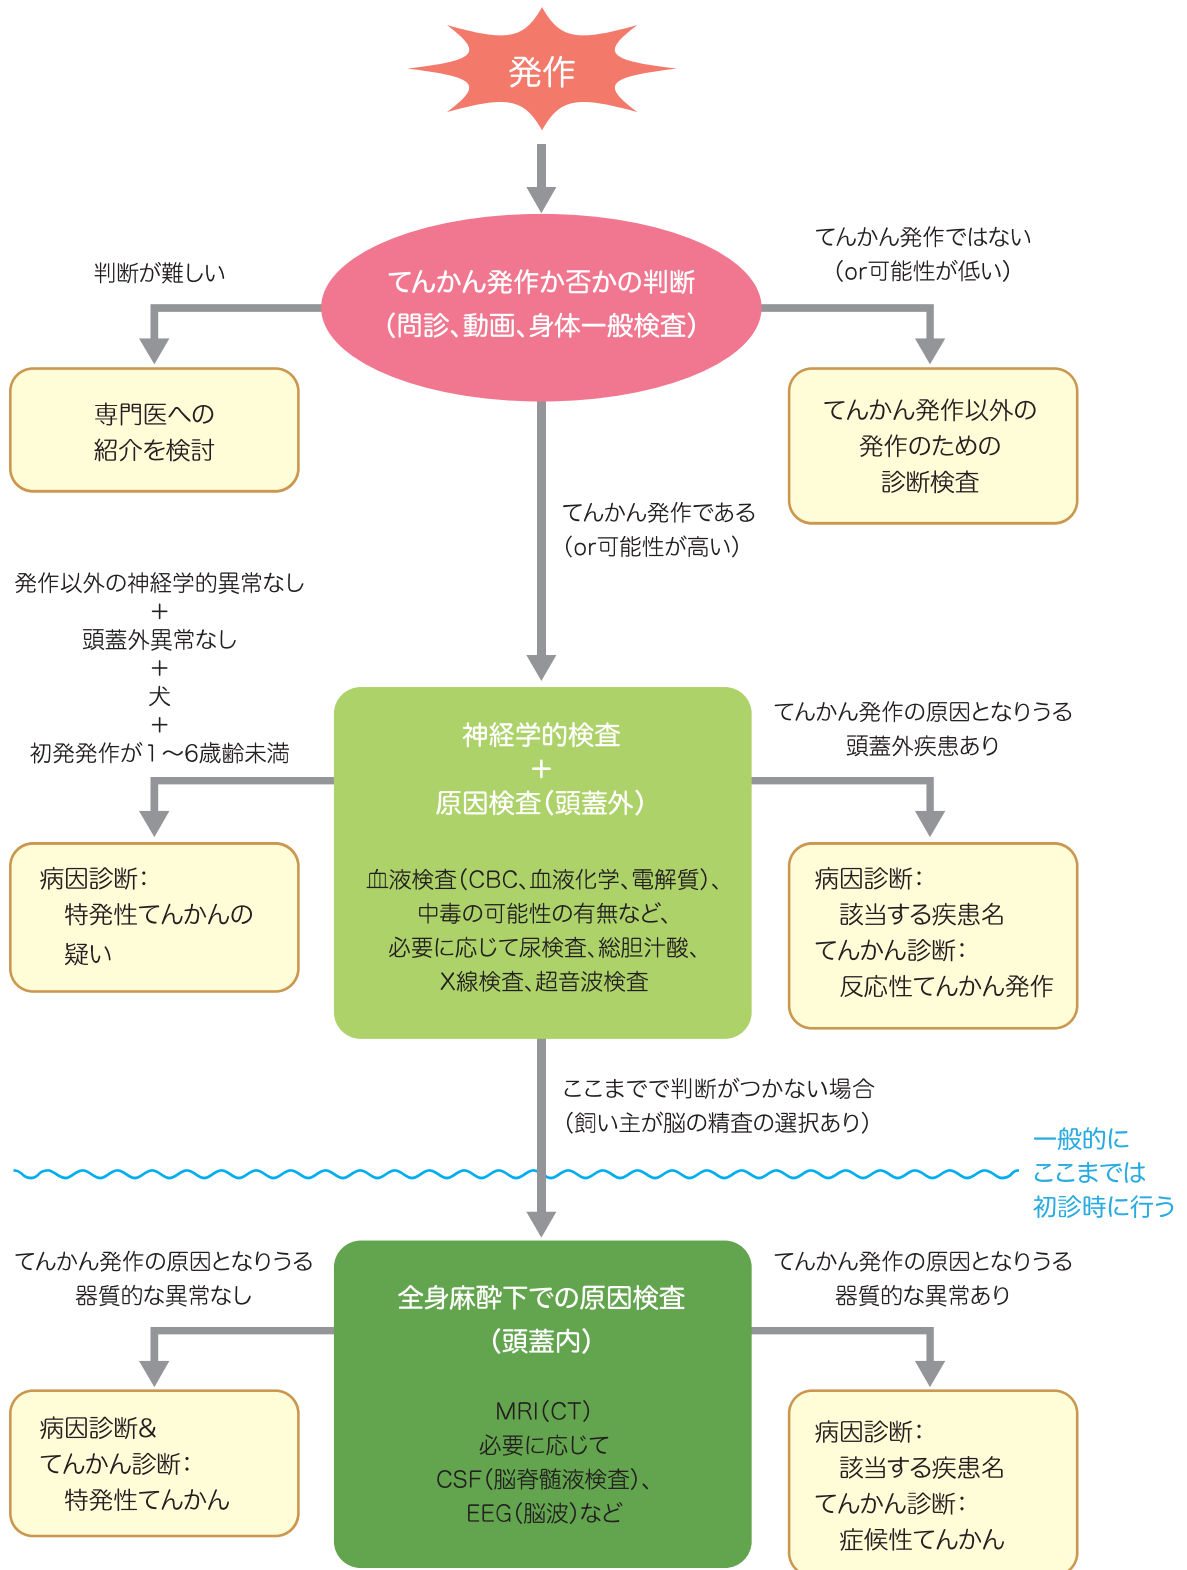 発作
てんかん発作か否かの判断
（問診、動画、身体一般検査）
判断が難しい
専門医への
紹介を検討
てんかん発作ではない
（or可能性が低い）
てんかん発作以外の
発作のための
診断検査
てんかん発作である
（or可能性が高い）
発作以外の神経学的異常なし
＋
頭蓋外異常なし
＋
犬
＋
初発発作が1〜6歳齢未満
病因診断：
特発性てんかんの
疑い
神経学的検査
＋
原因検査（頭蓋外）
血液検査（CBC、血液化学、電解質）、
中毒の可能性の有無など、
必要に応じて尿検査、総胆汁酸、
X線検査、超音波検査
てんかん発作の原因となりうる
頭蓋外疾患あり
病因診断：
該当する疾患名
てんかん診断：
反応性てんかん発作
ここまでで判断がつかない場合
（飼い主が脳の精査の選択あり）
一般的に
ここまでは
初診時に行う
てんかん発作の原因となりうる
器質的な異常なし
病因診断&
てんかん診断：
特発性てんかん
全身麻酔下での原因検査
（頭蓋内）
MRI（CT）
必要に応じて
CSF（脳脊髄液検査）、
EEG（脳波）など
てんかん発作の原因となりうる
器質的な異常あり
病因診断：
該当する疾患名
てんかん診断：
症候性てんかん